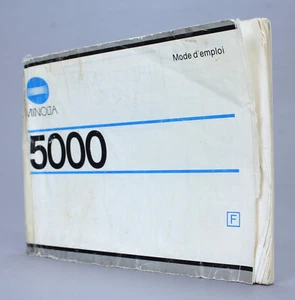 Mode d'emploi
MINOLTA
5000
F